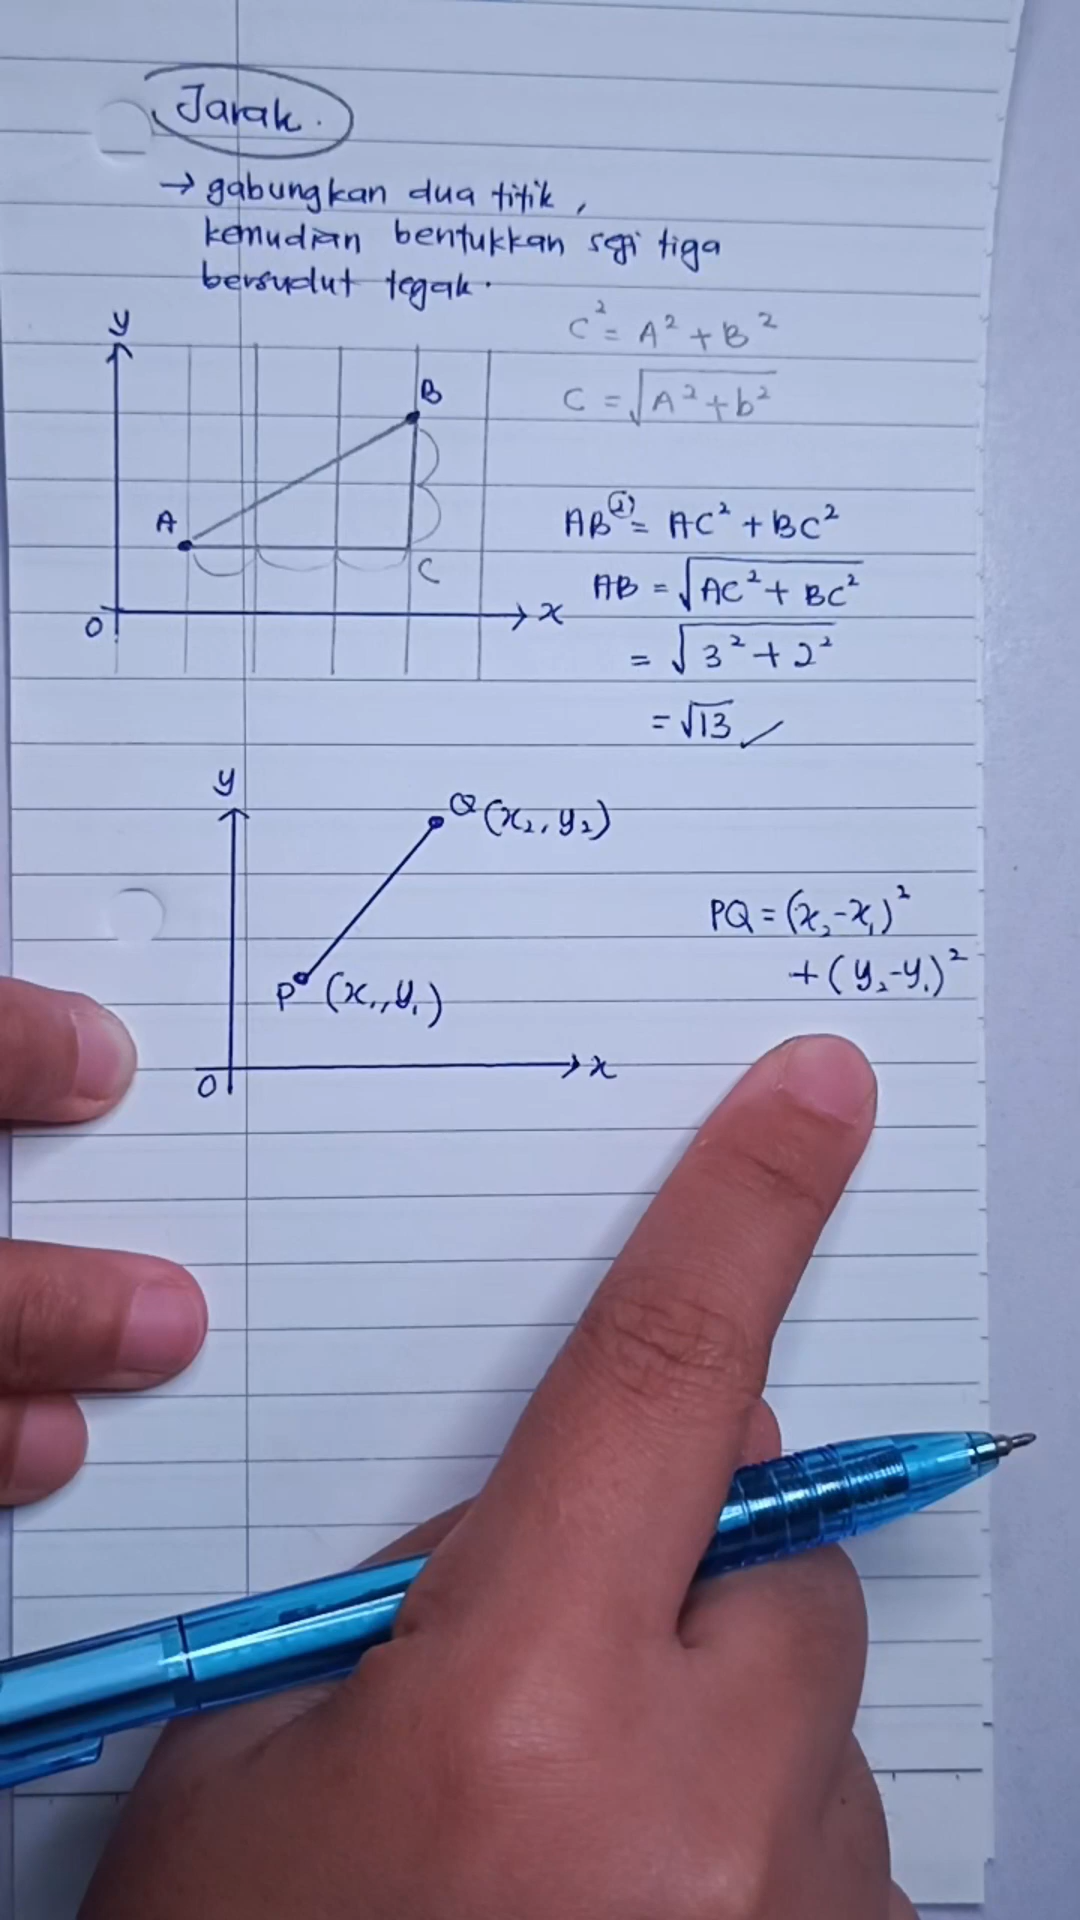 Jarak.
→ gabungkan dua titik,
kemudian bentukkan segi tiga
bersudut tegak.
C² = A² + B²
C = √A² + b²
y
B
A
C
O
x
AB² = AC² + BC²
AB = √AC² + BC²
= √3² + 2²
= √13 ✓
y
Q (x₂, y₂)
P (x₁, y₁)
O
x
PQ = (x₂-x₁)²
+ (y₂-y₁)²